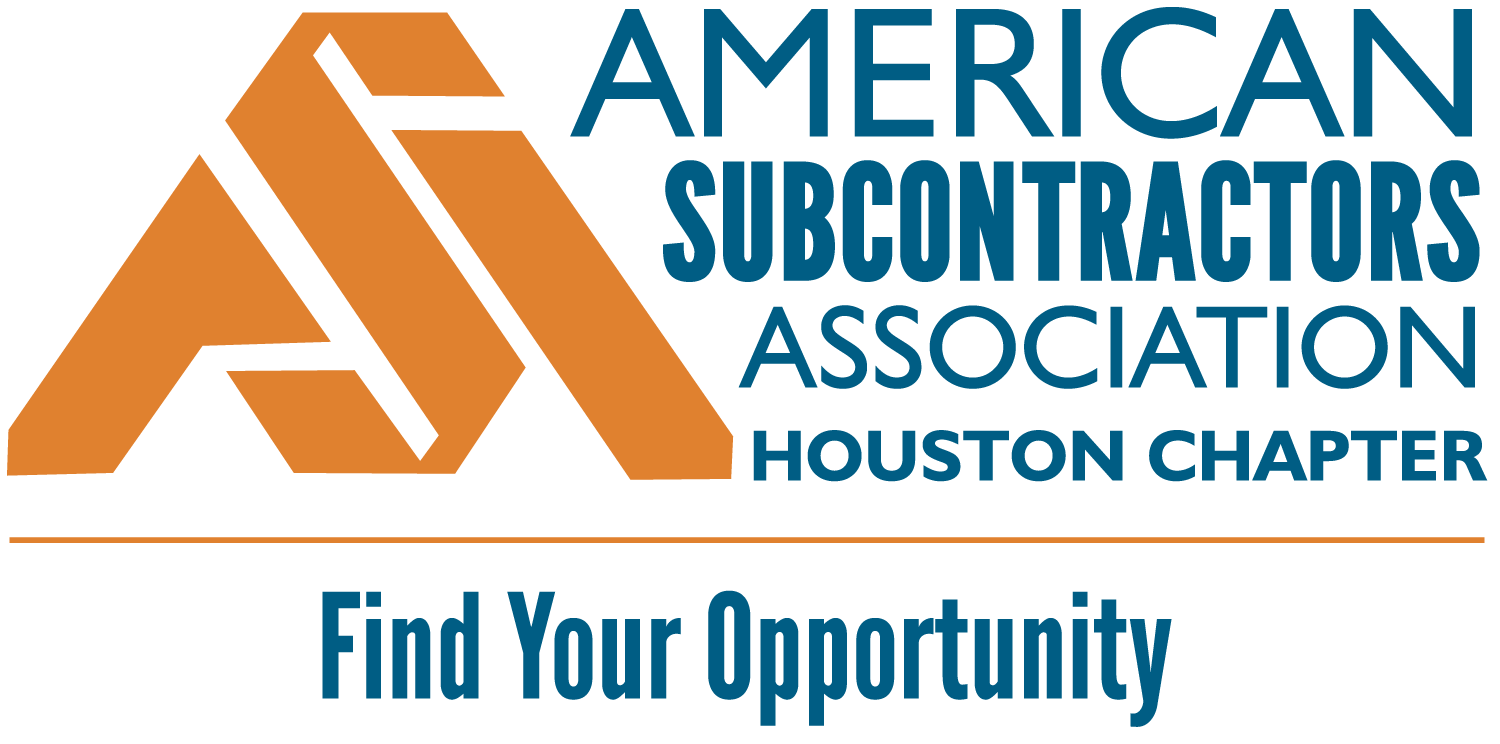 AMERICAN
SUBCONTRACTORS
ASSOCIATION
HOUSTON CHAPTER
Find Your Opportunity